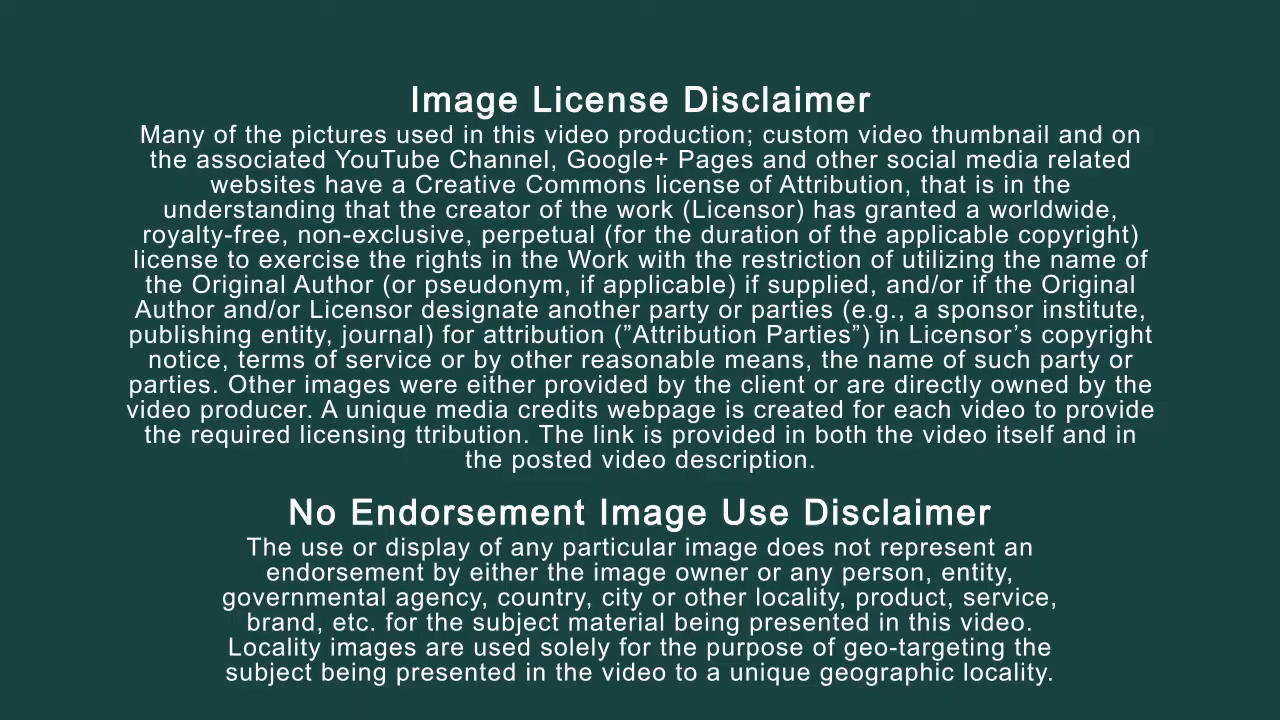 Image License Disclaimer
Many of the pictures used in this video production; custom video thumbnail and on
the associated YouTube Channel, Google+ Pages and other social media related
websites have a Creative Commons license of Attribution, that is in the
understanding that the creator of the work (Licensor) has granted a worldwide,
royalty-free, non-exclusive, perpetual (for the duration of the applicable copyright)
license to exercise the rights in the Work with the restriction of utilizing the name of
the Original Author (or pseudonym, if applicable) if supplied, and/or if the Original
Author and/or Licensor designate another party or parties (e.g., a sponsor institute,
publishing entity, journal) for attribution (”Attribution Parties”) in Licensor’s copyright
notice, terms of service or by other reasonable means, the name of such party or
parties. Other images were either provided by the client or are directly owned by the
video producer. A unique media credits webpage is created for each video to provide
the required licensing ttribution. The link is provided in both the video itself and in
the posted video description.
No Endorsement Image Use Disclaimer
The use or display of any particular image does not represent an
endorsement by either the image owner or any person, entity,
governmental agency, country, city or other locality, product, service,
brand, etc. for the subject material being presented in this video.
Locality images are used solely for the purpose of geo-targeting the
subject being presented in the video to a unique geographic locality.